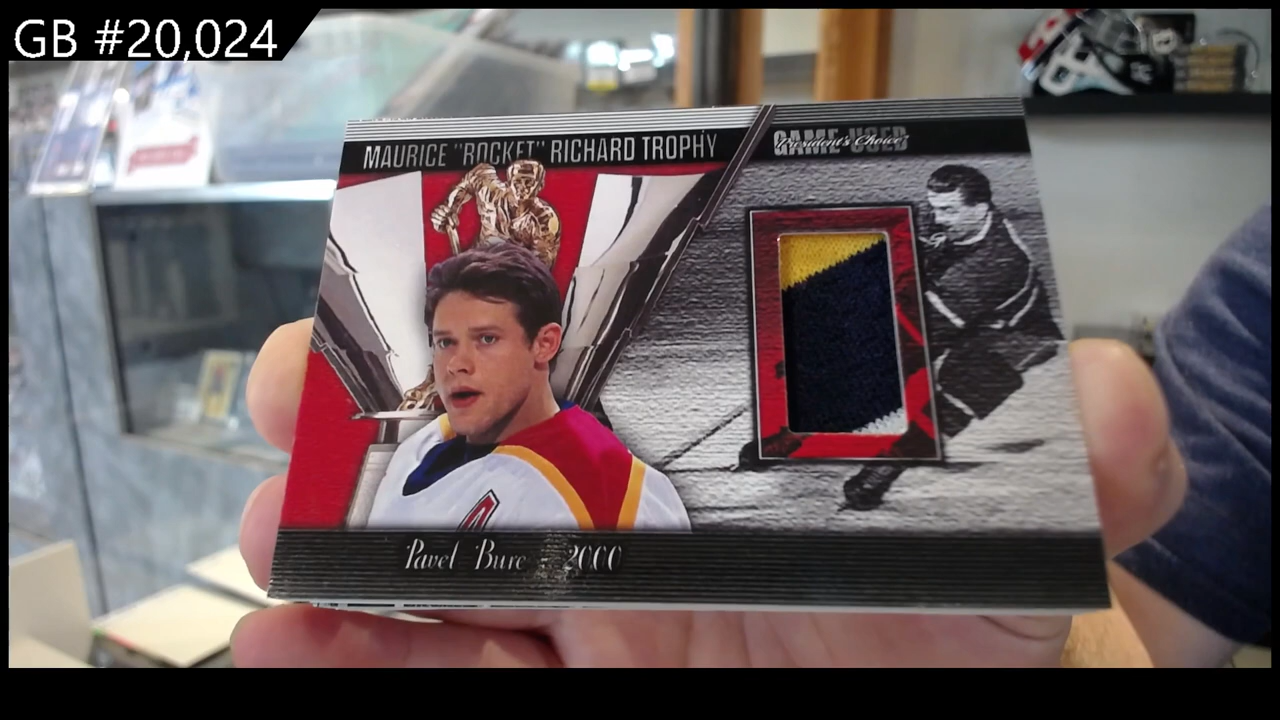 GB #20,024
MAURICE "ROCKET" RICHARD TROPHY
GAME-USED
President's Choice
Pavel Bure - 2000
A